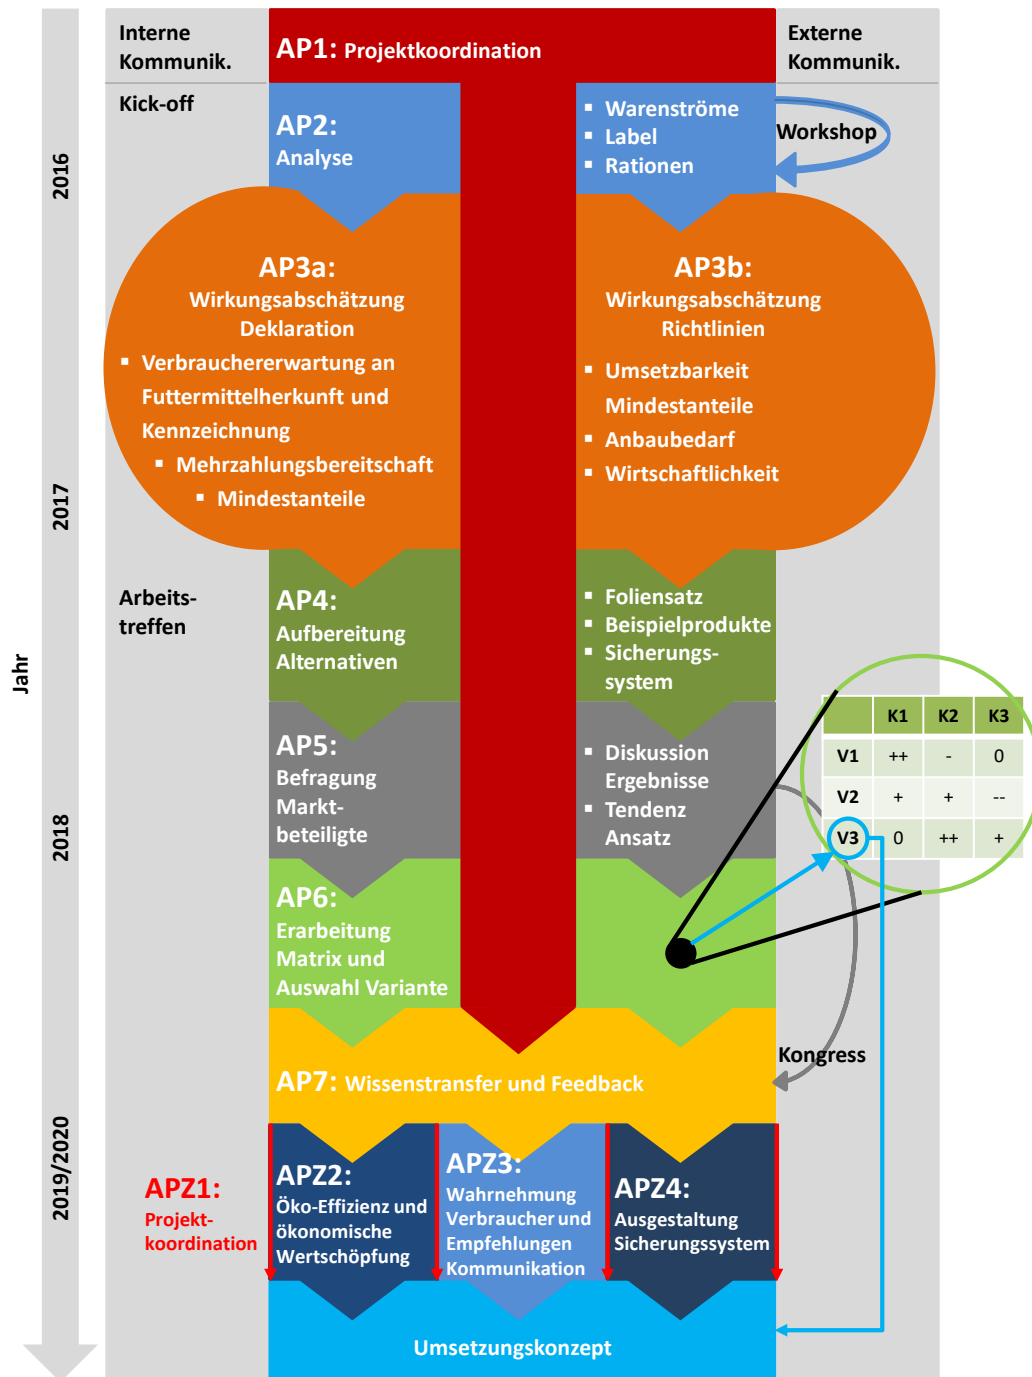 Interne
Kommunik.
AP1: Projektkoordination
Externe
Kommunik.
Kick-off
AP2:
Analyse
▪ Warenströme
▪ Label
▪ Rationen
Workshop
2016
AP3a:
Wirkungsabschätzung
Deklaration
▪ Verbrauchererwartung an
Futtermittelherkunft und
Kennzeichnung
▪ Mehrzahlungsbereitschaft
▪ Mindestanteile
AP3b:
Wirkungsabschätzung
Richtlinien
▪ Umsetzbarkeit
Mindestanteile
▪ Anbaubedarf
▪ Wirtschaftlichkeit
2017
Arbeits-
treffen
AP4:
Aufbereitung
Alternativen
▪ Foliensatz
▪ Beispielprodukte
▪ Sicherungs-
system
Jahr
K1 K2 K3
V1 ++ - 0
V2 + + --
V3 0 ++ +
AP5:
Befragung
Markt-
beteiligte
▪ Diskussion
Ergebnisse
▪ Tendenz
Ansatz
2018
AP6:
Erarbeitung
Matrix und
Auswahl Variante
AP7: Wissenstransfer und Feedback
Kongress
2019/2020
APZ1:
Projekt-
koordination
APZ2:
Öko-Effizienz und
ökonomische
Wertschöpfung
APZ3:
Wahrnehmung
Verbraucher und
Empfehlungen
Kommunikation
APZ4:
Ausgestaltung
Sicherungssystem
Umsetzungskonzept